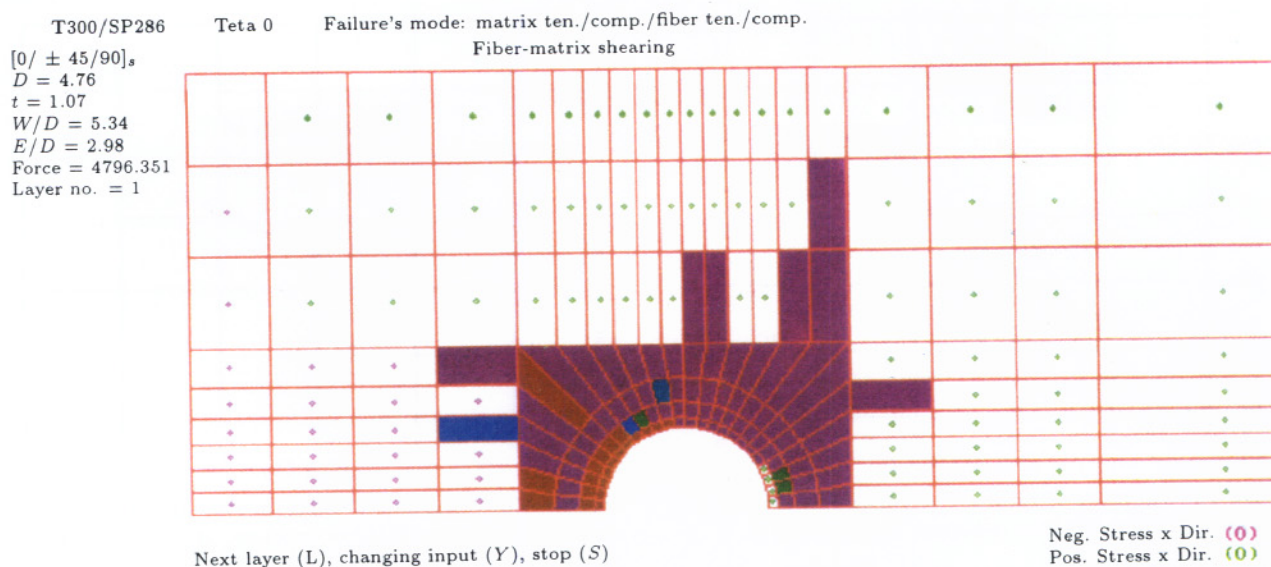 T300/SP286 Teta 0 Failure's mode: matrix ten./comp./fiber ten./comp.
Fiber-matrix shearing
[0/ ± 45/90]s
D = 4.76
t = 1.07
W/D = 5.34
E/D = 2.98
Force = 4796.351
Layer no. = 1
Next layer (L), changing input (Y), stop (S)
Neg. Stress x Dir. (0)
Pos. Stress x Dir. (0)